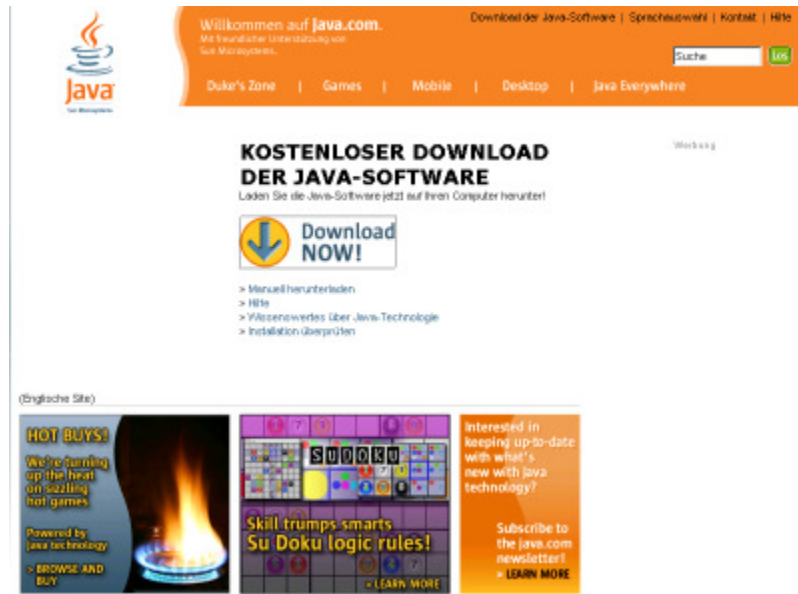 Java
Sun Microsystems
Willkommen auf Java.com.
Mit freundlicher Unterstützung von
Sun Microsystems.
Download der Java-Software | Sprachauswahl | Kontakt | Hilfe
Suche Los
Duke's Zone | Games | Mobile | Desktop | Java Everywhere
KOSTENLOSER DOWNLOAD
DER JAVA-SOFTWARE
Laden Sie die Java-Software jetzt auf Ihren Computer herunter!
Werbung
Download
NOW!
» Manuell herunterladen
» Hilfe
» Wissenswertes über Java-Technologie
» Installation überprüfen
(Englische Site)
HOT BUYS!
We're turning
up the heat
on sizzling
hot games
Powered by
Java technology
> BROWSE AND
BUY
SUDOKU
Skill trumps smarts
Su Doku logic rules!
» LEARN MORE
Interested in
keeping up-to-date
with what's
new with Java
technology?
Subscribe to
the java.com
newsletter!
» LEARN MORE